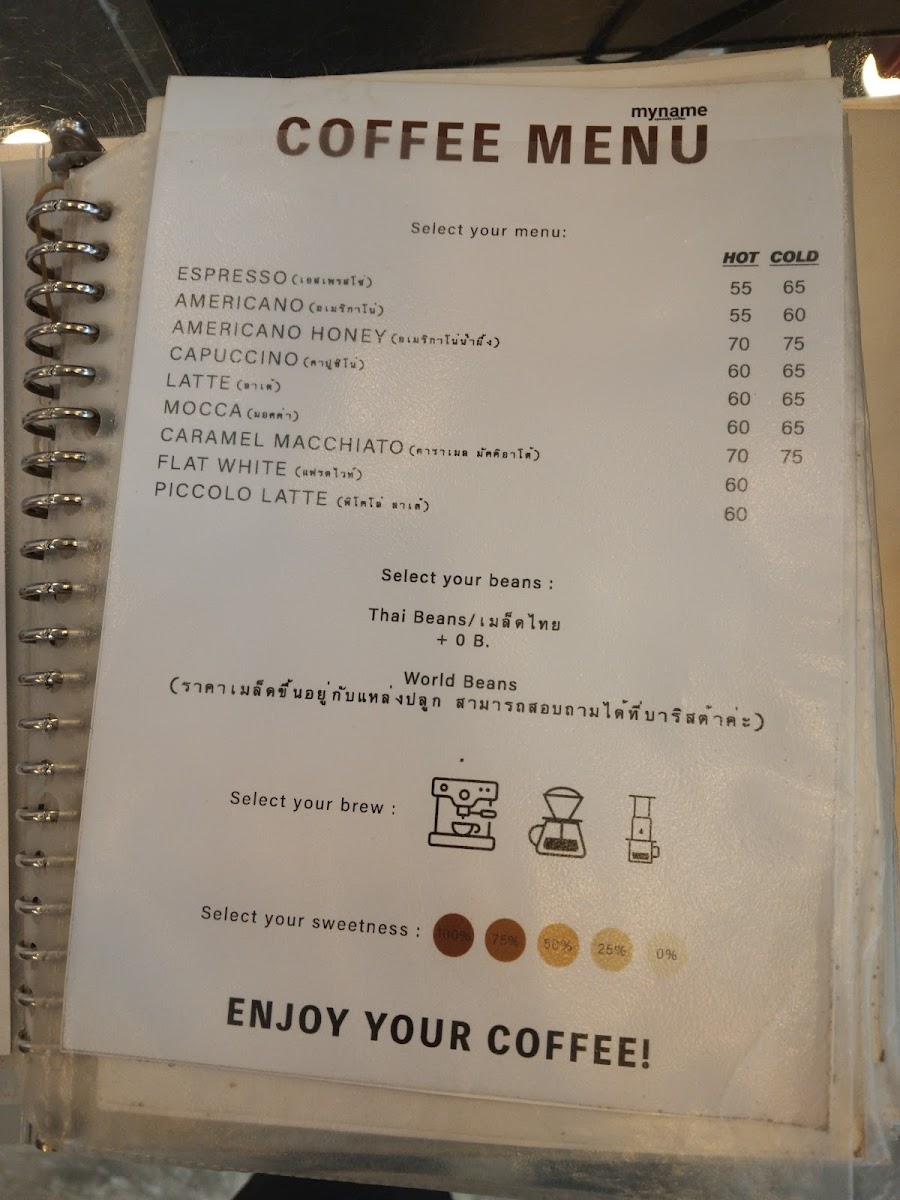 myname
specialty coffee
COFFEE MENU
Select your menu:
HOT COLD
ESPRESSO (เอสเพรสโซ่) 55 65
AMERICANO (อเมริกาโน่) 55 60
AMERICANO HONEY (อเมริกาโน่น้ำผึ้ง) 70 75
CAPUCCINO (คาปูชิโน่) 60 65
LATTE (ลาเต้) 60 65
MOCCA (มอคค่า) 60 65
CARAMEL MACCHIATO (คาราเมล มัคคิอาโต้) 70 75
FLAT WHITE (แฟรตไวท์) 60
PICCOLO LATTE (พิโคโล่ ลาเต้) 60
Select your beans :
Thai Beans/เมล็ดไทย
+ 0 B.
World Beans
(ราคาเมล็ดขึ้นอยู่กับแหล่งปลูก สามารถสอบถามได้ที่บาริสต้าค่ะ)
Select your brew :
Select your sweetness : 100% 75% 50% 25% 0%
ENJOY YOUR COFFEE!